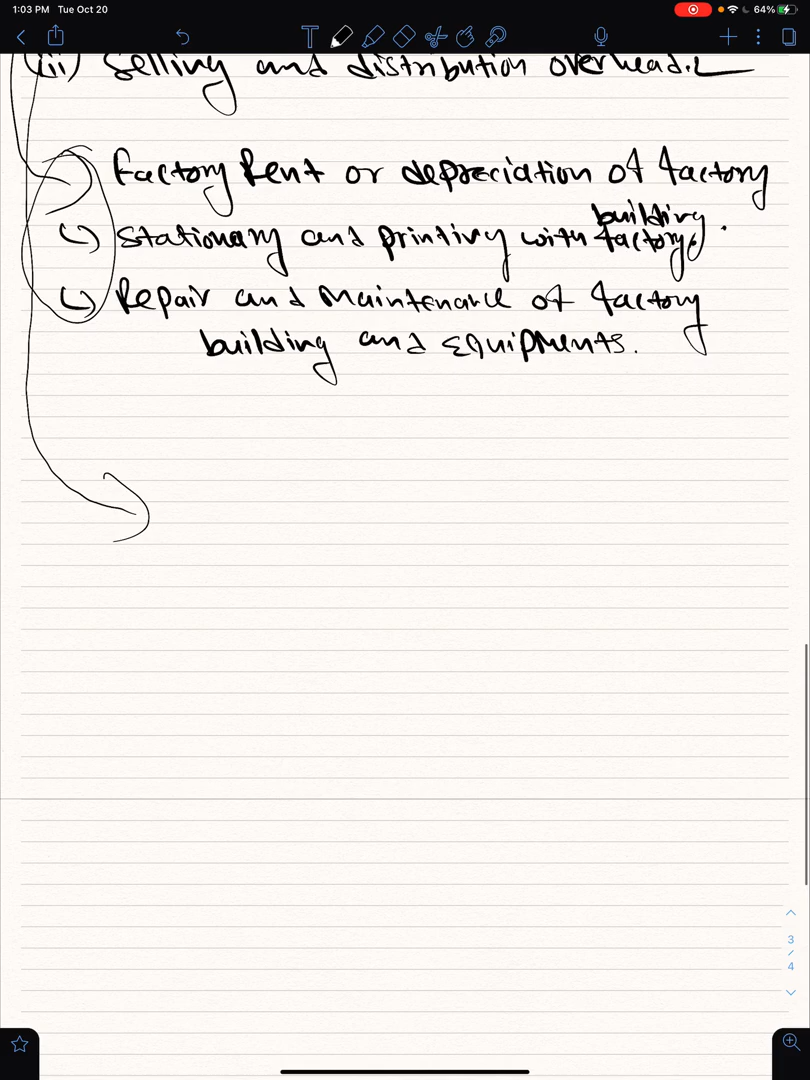 1:03 PM Tue Oct 20
64%
T
(ii) Selling and distribution overhead.
Factory Rent or depreciation of factory
building
Stationary and printing with factory.
Repair and Maintenance of factory
building and equipments.
3
/
4